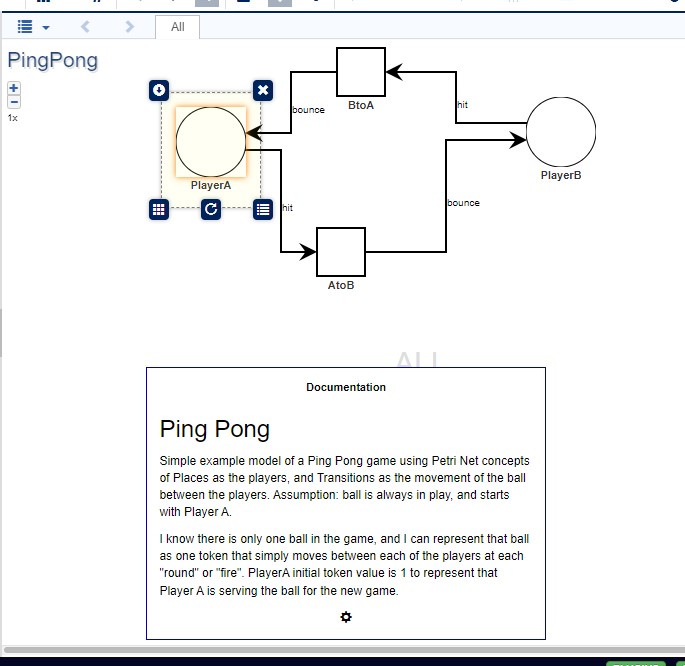 All
PingPong
1x
BtoA
bounce
hit
PlayerA
PlayerB
hit
bounce
AtoB
ALL
Documentation
Ping Pong
Simple example model of a Ping Pong game using Petri Net concepts
of Places as the players, and Transitions as the movement of the ball
between the players. Assumption: ball is always in play, and starts
with Player A.
I know there is only one ball in the game, and I can represent that ball
as one token that simply moves between each of the players at each
"round" or "fire". PlayerA initial token value is 1 to represent that
Player A is serving the ball for the new game.